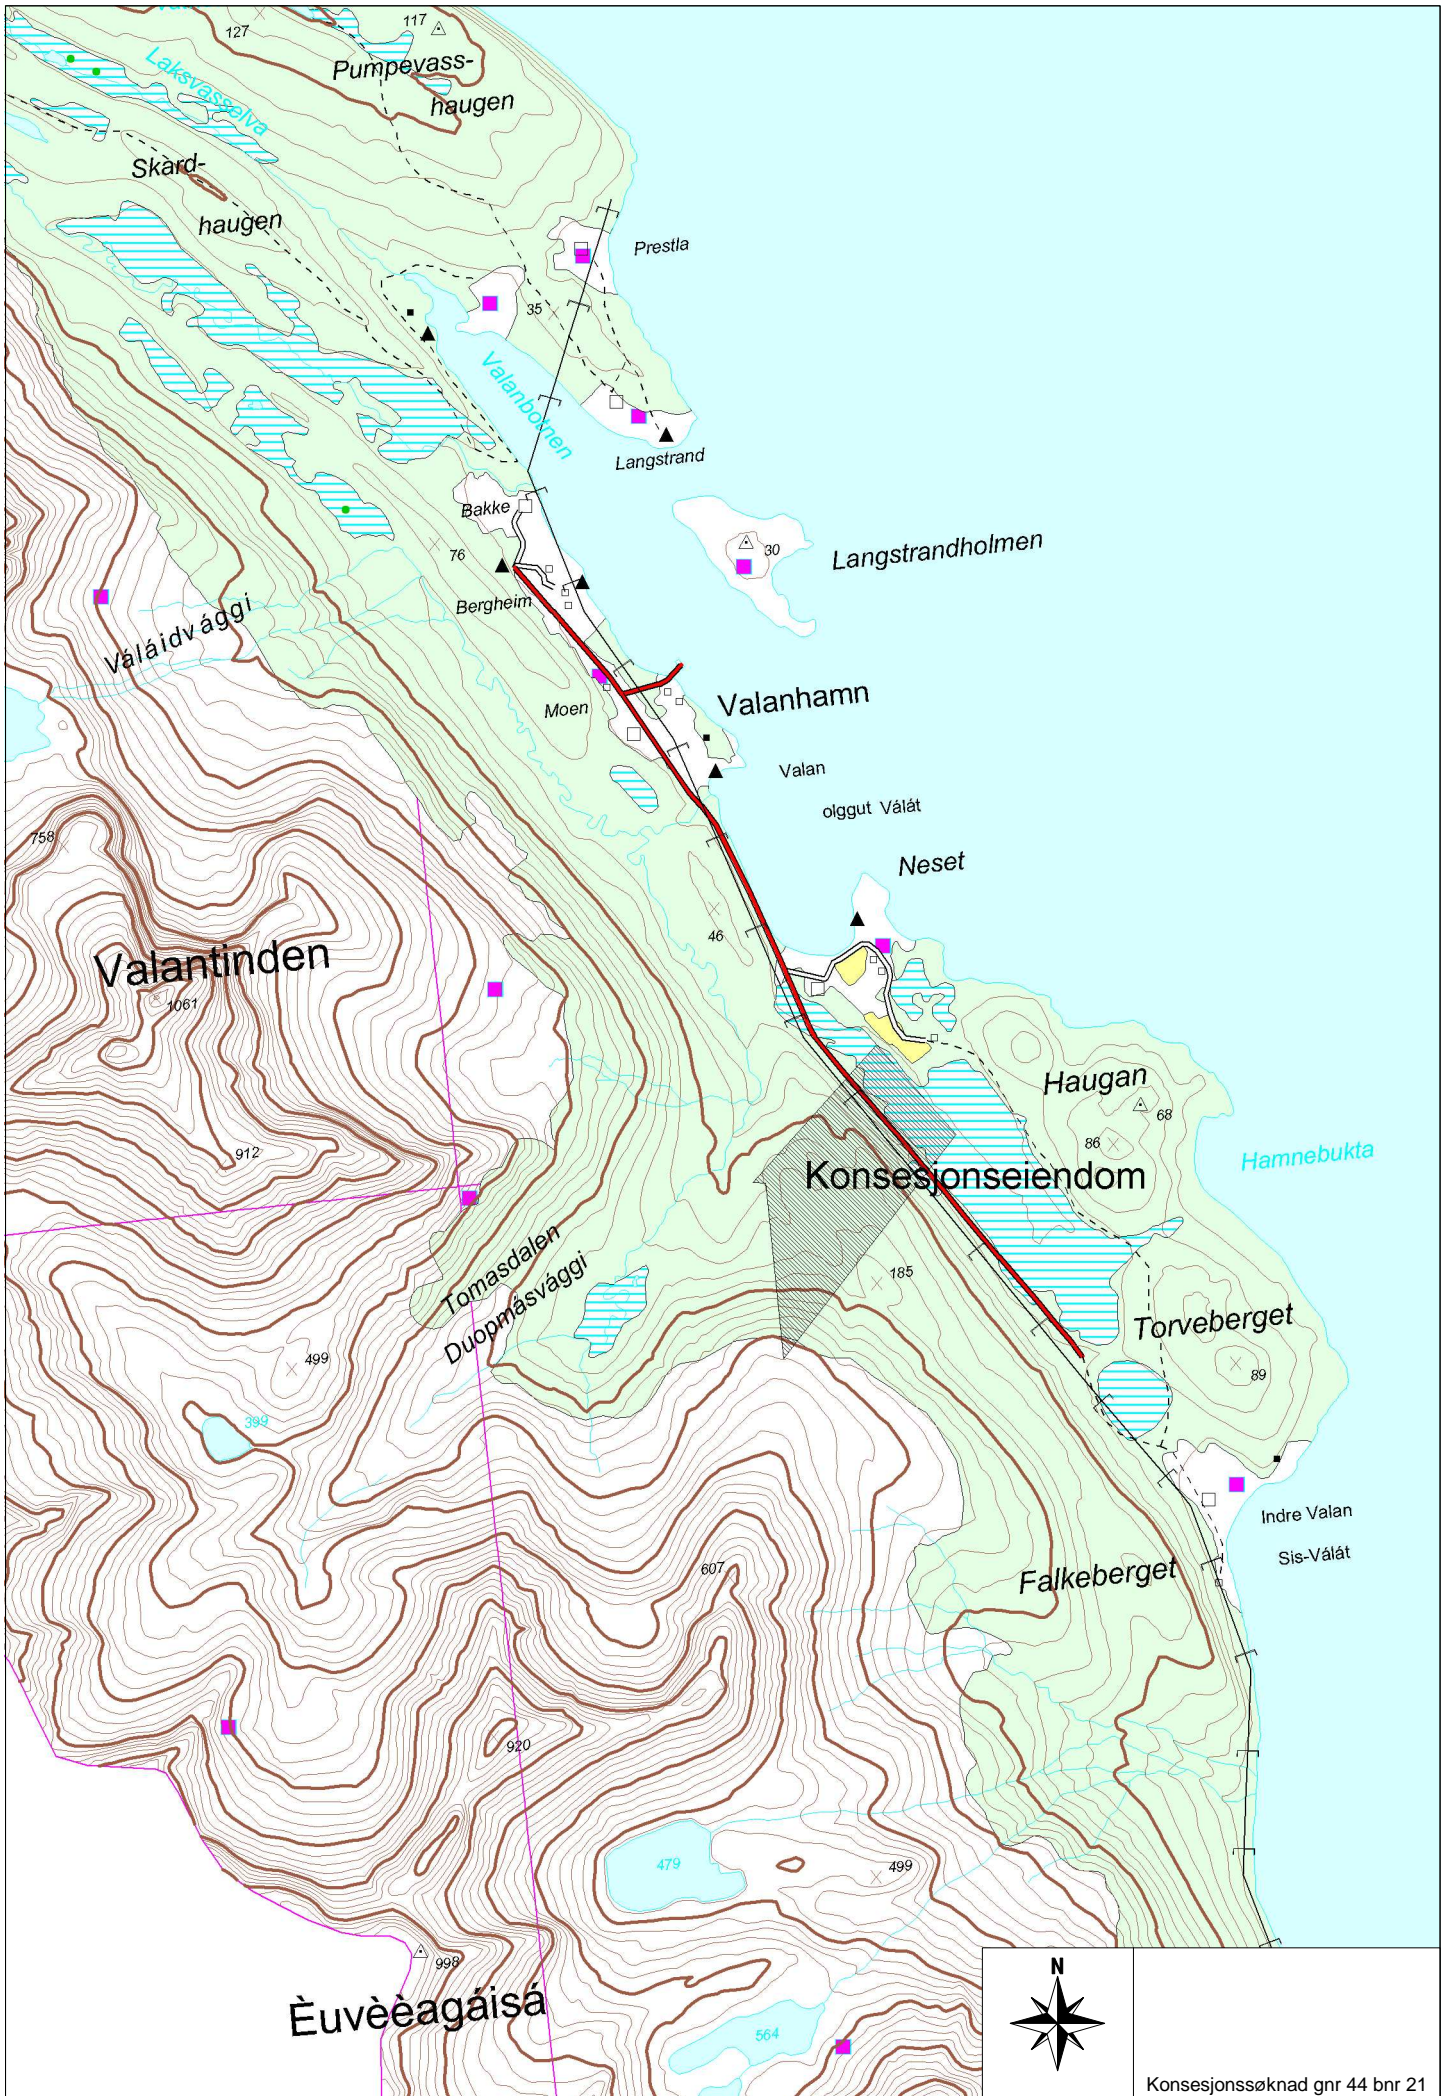 127
117
Laksvasselva
Pumpevass-
haugen
Skàrd-
haugen
Prestla
35
Valanbotnen
Langstrand
Bakke
76
30
Langstrandholmen
Bergheim
Váláidvággi
Moen
Valanhamn
Valan
olggut Válát
758
Neset
46
Valantinden
1061
Haugan
68
86
912
Hamnebukta
Konsesjonseiendom
Tomasdalen
Duopmásvággi
185
Torveberget
499
89
399
Indre Valan
Sis-Válát
607
Falkeberget
920
479
499
998
Èuvèèagáisá
564
N
Konsesjonssøknad gnr 44 bnr 21